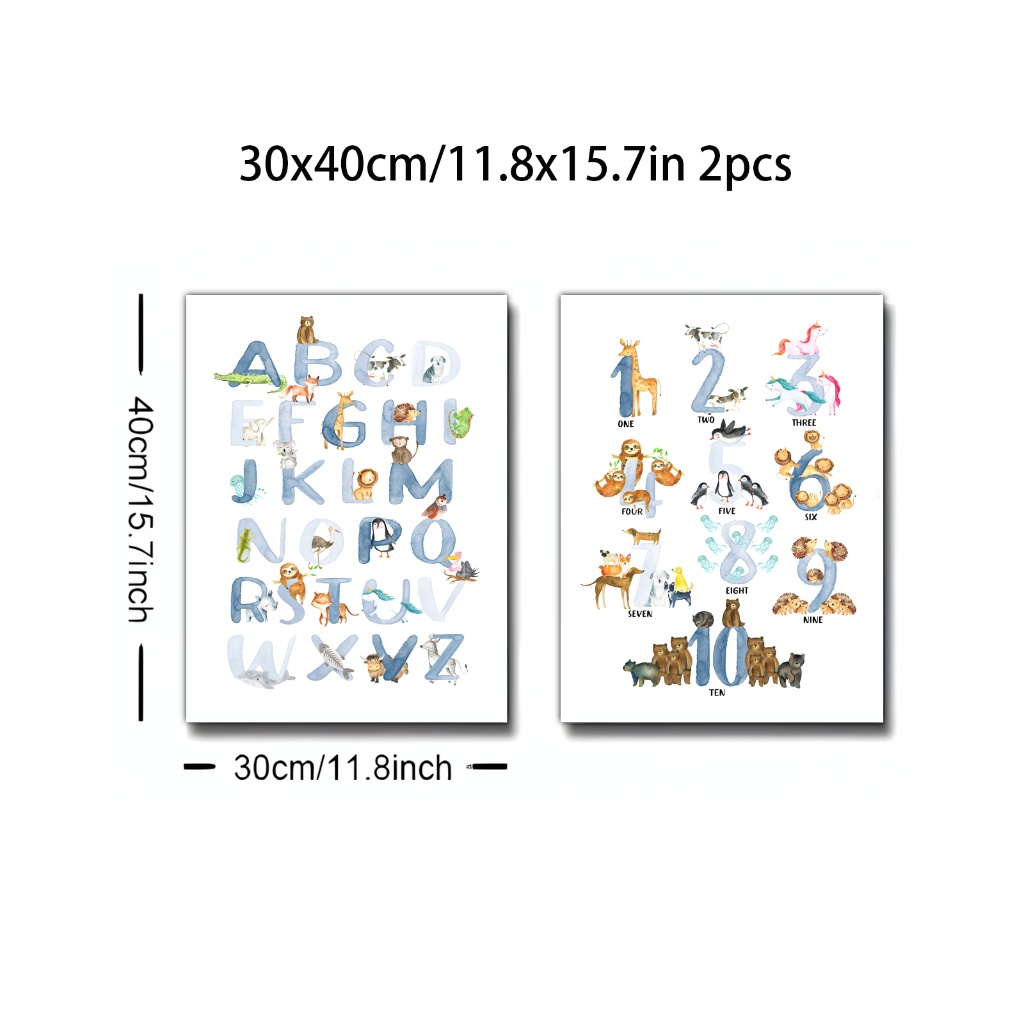 30x40cm/11.8x15.7in 2pcs
40cm/15.7inch
A B C D
E F G H I
J K L M
N O P Q
R S T U V
W X Y Z
1 2 3
ONE TWO THREE
4 5 6
FOUR FIVE SIX
7 8 9
SEVEN EIGHT NINE
10
TEN
30cm/11.8inch